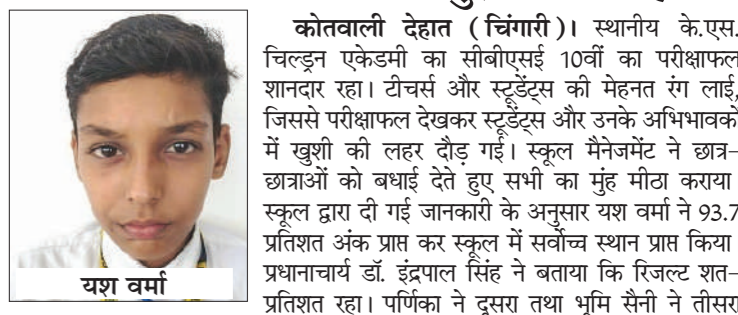 कोतवाली देहात (चिंगारी)। स्थानीय के.एस.
चिल्ड्रन एकेडमी का सीबीएसई 10वीं का परीक्षाफल
शानदार रहा। टीचर्स और स्टूडेंट्स की मेहनत रंग लाई,
जिससे परीक्षाफल देखकर स्टूडेंट्स और उनके अभिभावको
में खुशी की लहर दौड़ गई। स्कूल मैनेजमेंट ने छात्र-
छात्राओं को बधाई देते हुए सभी का मुंह मीठा कराया
स्कूल द्वारा दी गई जानकारी के अनुसार यश वर्मा ने 93.7
प्रतिशत अंक प्राप्त कर स्कूल में सर्वोच्च स्थान प्राप्त किया
प्रधानाचार्य डॉ. इंद्रपाल सिंह ने बताया कि रिजल्ट शत-
प्रतिशत रहा। पर्णिका ने दूसरा तथा भूमि सैनी ने तीसरा
यश वर्मा